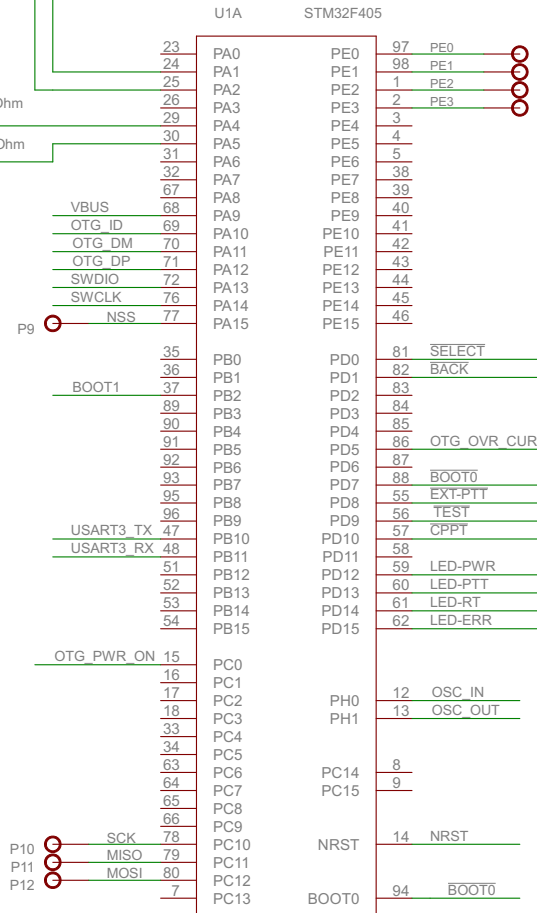 U1A STM32F405
23 PA0 PE0 97 PE0
24 PA1 PE1 98 PE1
25 PA2 PE2 1 PE2
Ohm 26 PA3 PE3 2 PE3
29 PA4 PE4 3
Ohm 30 PA5 PE5 4
31 PA6 PE6 5
32 PA7 PE7 38
67 PA8 PE8 39
VBUS 68 PA9 PE9 40
OTG_ID 69 PA10 PE10 41
OTG_DM 70 PA11 PE11 42
OTG_DP 71 PA12 PE12 43
SWDIO 72 PA13 PE13 44
SWCLK 76 PA14 PE14 45
P9 NSS 77 PA15 PE15 46
35 PB0 PD0 81 SELECT
36 PB1 PD1 82 BACK
BOOT1 37 PB2 PD2 83
89 PB3 PD3 84
90 PB4 PD4 85
91 PB5 PD5 86 OTG_OVR_CUR
92 PB6 PD6 87
93 PB7 PD7 88 BOOT0
95 PB8 PD8 55 EXT-PTT
96 PB9 PD9 56 TEST
USART3_TX 47 PB10 PD10 57 CPPT
USART3_RX 48 PB11 PD11 58
51 PB12 PD12 59 LED-PWR
52 PB13 PD13 60 LED-PTT
53 PB14 PD14 61 LED-RT
54 PB15 PD15 62 LED-ERR
OTG_PWR_ON 15 PC0
16 PC1
17 PC2 PH0 12 OSC_IN
18 PC3 PH1 13 OSC_OUT
33 PC4
34 PC5
63 PC6 PC14 8
64 PC7 PC15 9
65 PC8
66 PC9
P10 SCK 78 PC10 NRST 14 NRST
P11 MISO 79 PC11
P12 MOSI 80 PC12
7 PC13 BOOT0 94 BOOT0